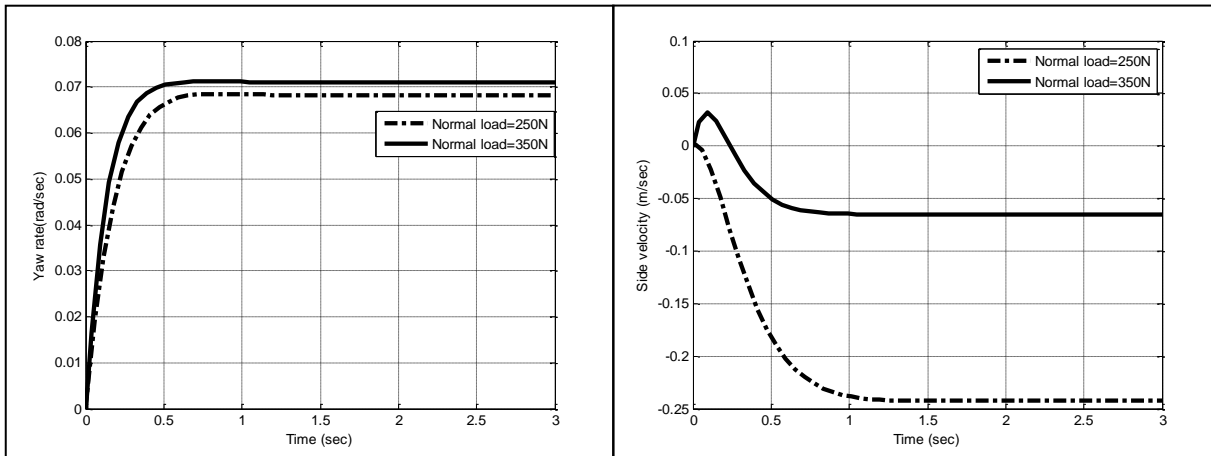 0.08
0.07
0.06
0.05
0.04
0.03
0.02
0.01
0
Yaw rate(rad/sec)
Normal load=250N
Normal load=350N
0 0.5 1 1.5 2 2.5 3
Time (sec)
0.1
0.05
0
-0.05
-0.1
-0.15
-0.2
-0.25
Side velocity (m/sec)
Normal load=250N
Normal load=350N
0 0.5 1 1.5 2 2.5 3
Time (sec)